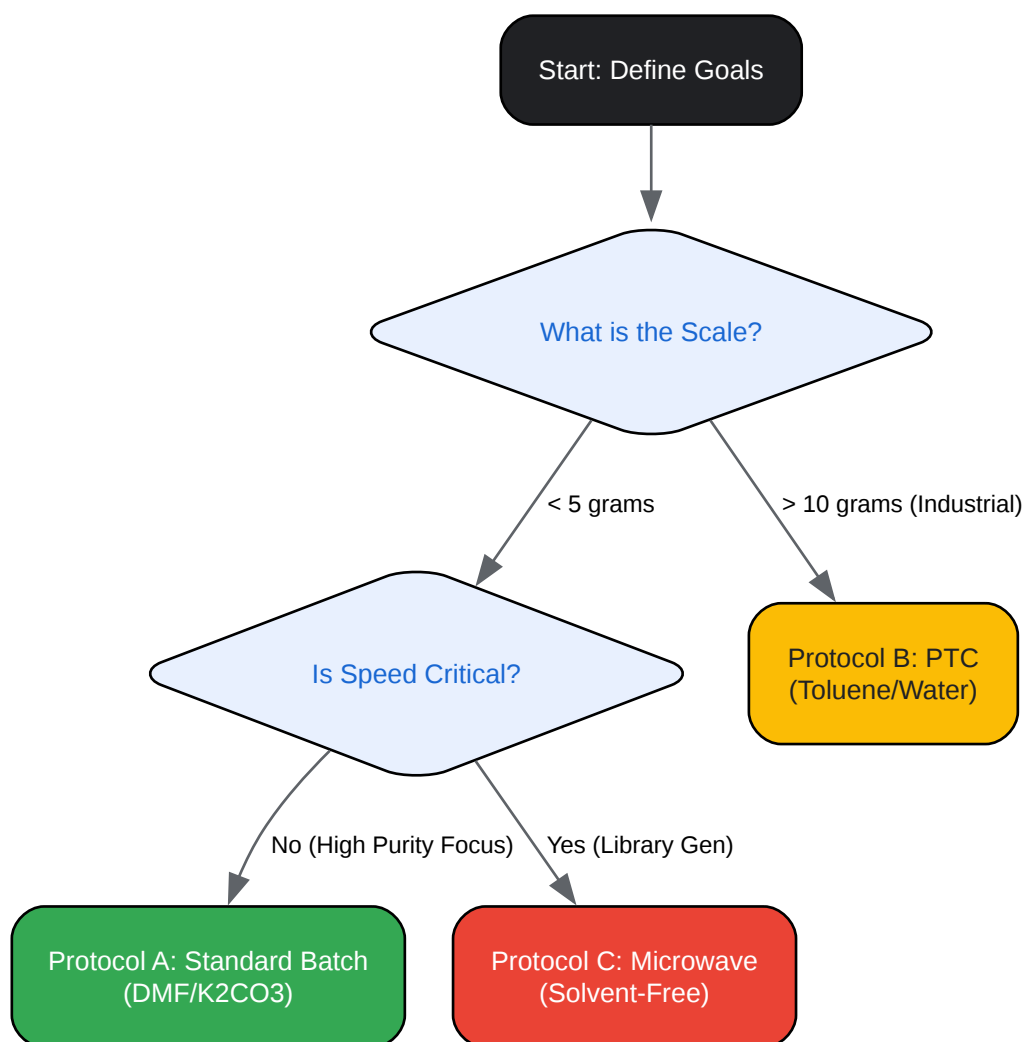 Start: Define Goals
What is the Scale?
< 5 grams
> 10 grams (Industrial)
Is Speed Critical?
Protocol B: PTC
(Toluene/Water)
No (High Purity Focus)
Yes (Library Gen)
Protocol A: Standard Batch
(DMF/K2CO3)
Protocol C: Microwave
(Solvent-Free)